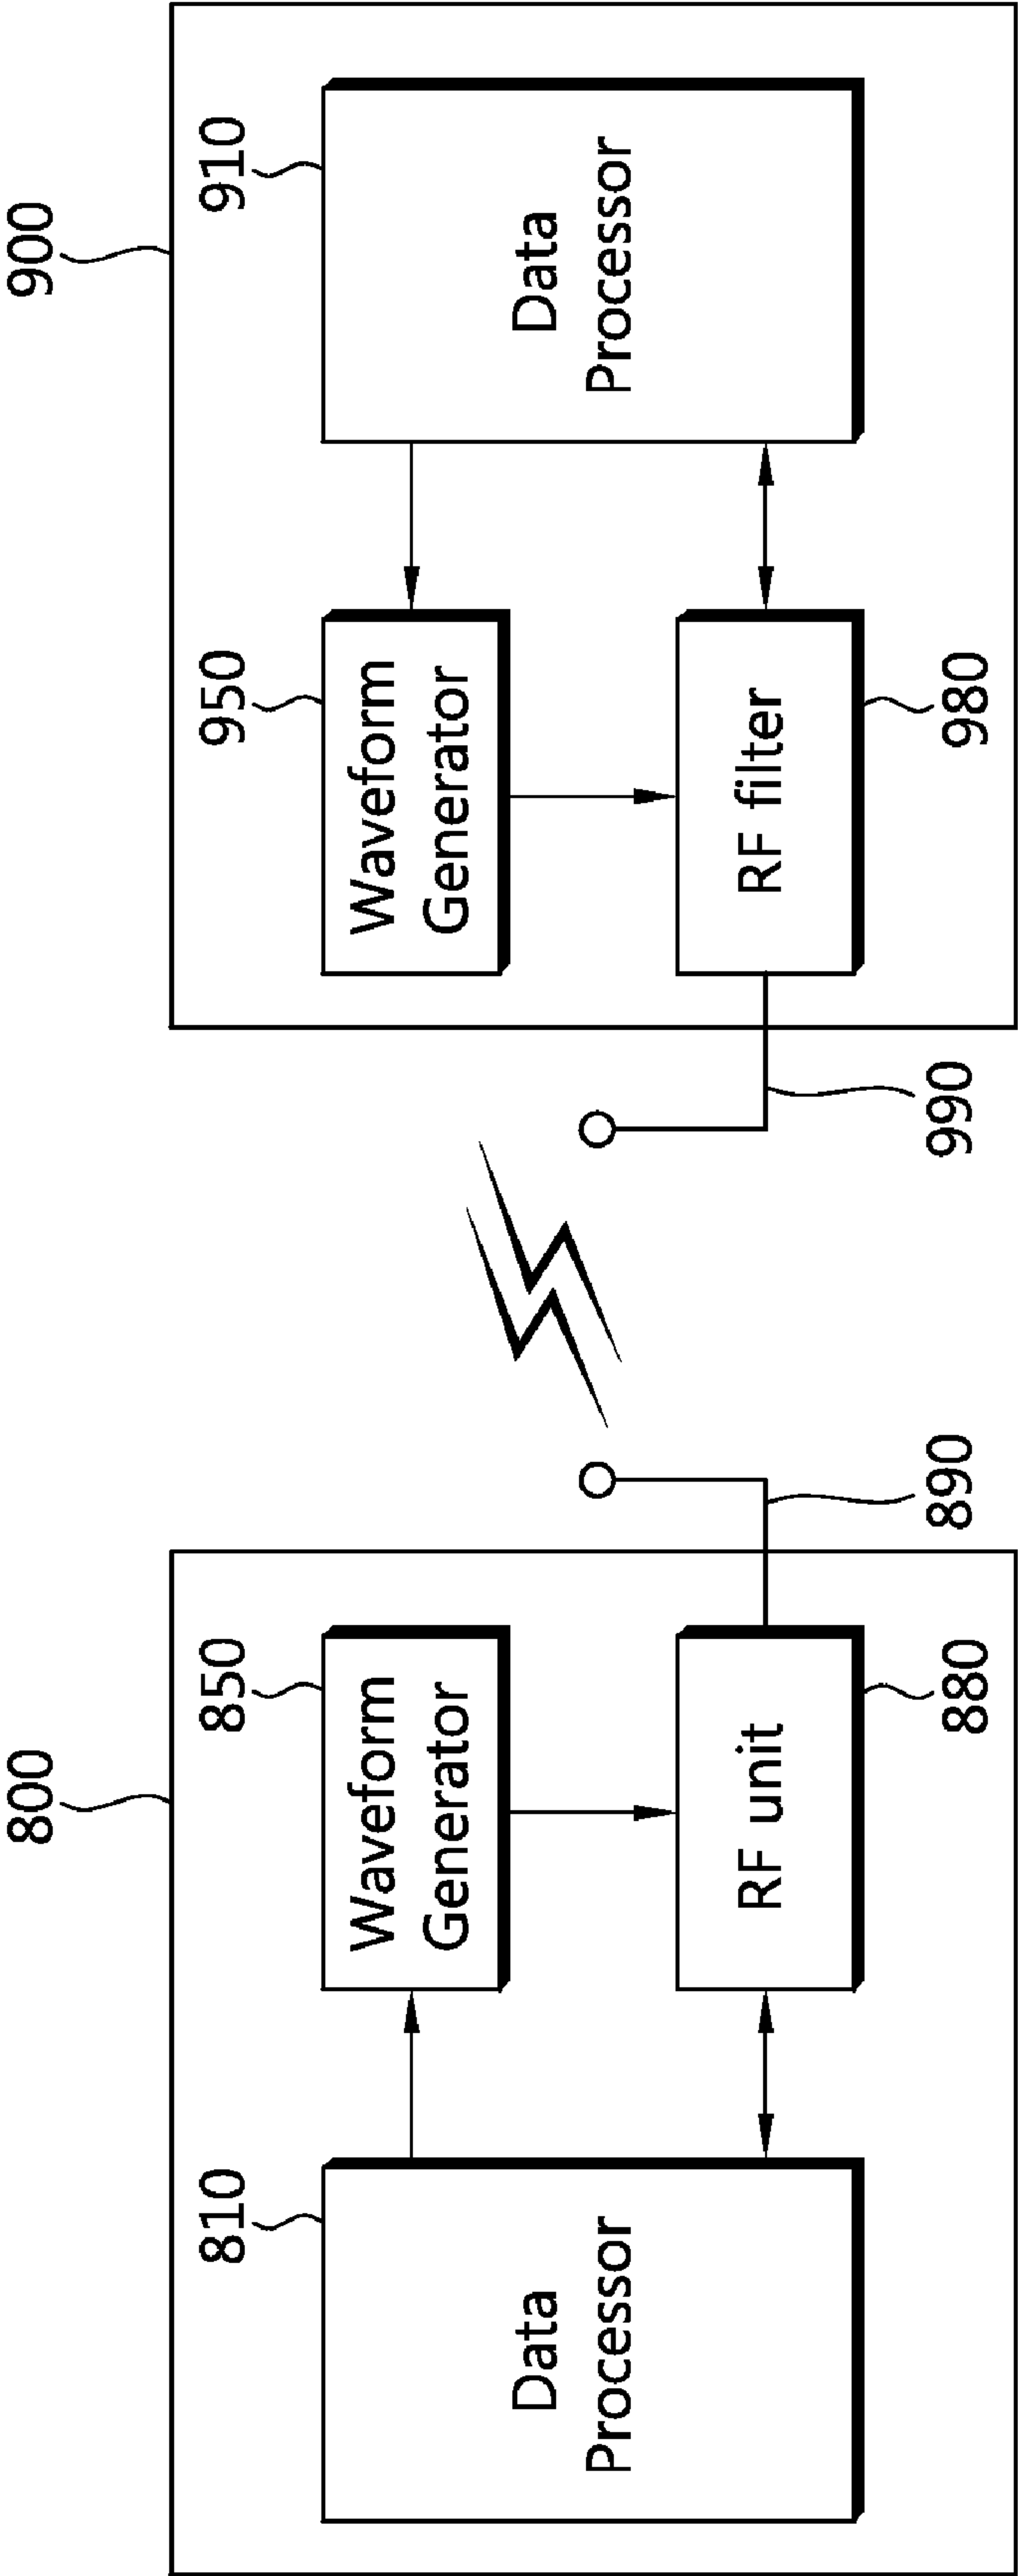 800
900
810
850
950
910
Data
Processor
Waveform
Generator
Waveform
Generator
Data
Processor
RF unit
RF filter
880
890
990
980